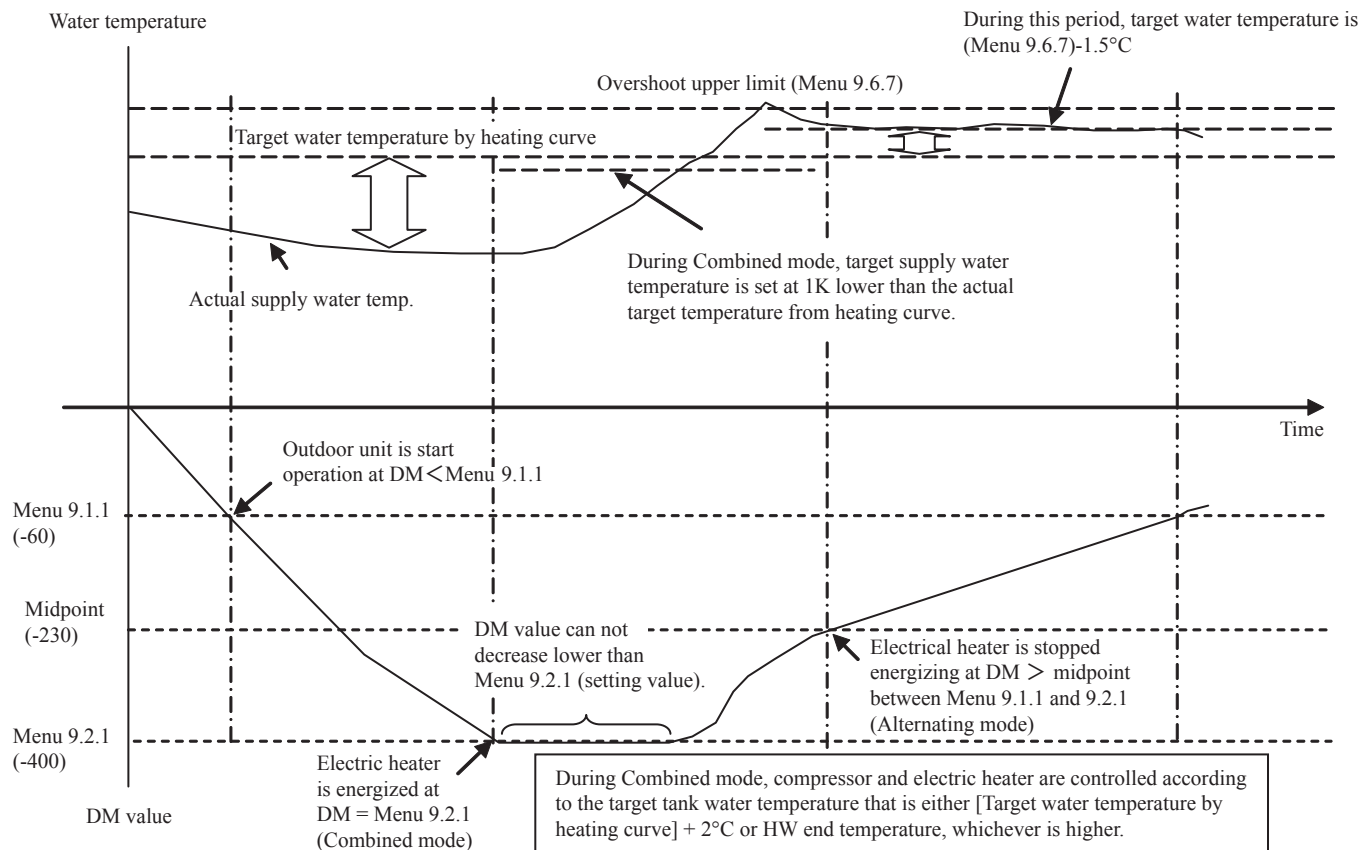 Water temperature
During this period, target water temperature is
(Menu 9.6.7)-1.5°C
Overshoot upper limit (Menu 9.6.7)
Target water temperature by heating curve
Actual supply water temp.
During Combined mode, target supply water
temperature is set at 1K lower than the actual
target temperature from heating curve.
Time
Outdoor unit is start
operation at DM＜Menu 9.1.1
Menu 9.1.1
(-60)
Midpoint
(-230)
DM value can not
decrease lower than
Menu 9.2.1 (setting value).
Electrical heater is stopped
energizing at DM ＞ midpoint
between Menu 9.1.1 and 9.2.1
(Alternating mode)
Menu 9.2.1
(-400)
Electric heater
is energized at
DM = Menu 9.2.1
(Combined mode)
During Combined mode, compressor and electric heater are controlled according
to the target tank water temperature that is either [Target water temperature by
heating curve] + 2°C or HW end temperature, whichever is higher.
DM value